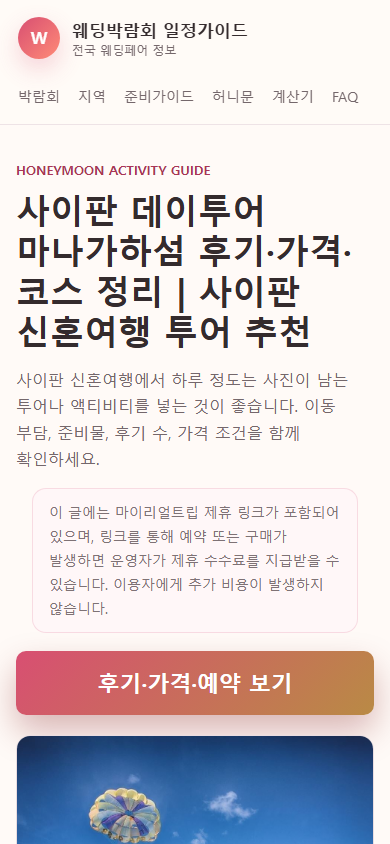 W
웨딩박람회 일정가이드
전국 웨딩페어 정보
박람회 지역 준비가이드 허니문 계산기 FAQ
HONEYMOON ACTIVITY GUIDE
사이판 데이투어
마나가하섬 후기·가격·
코스 정리 | 사이판
신혼여행 투어 추천
사이판 신혼여행에서 하루 정도는 사진이 남는
투어나 액티비티를 넣는 것이 좋습니다. 이동
부담, 준비물, 후기 수, 가격 조건을 함께
확인하세요.
이 글에는 마이리얼트립 제휴 링크가 포함되어
있으며, 링크를 통해 예약 또는 구매가
발생하면 운영자가 제휴 수수료를 지급받을 수
있습니다. 이용자에게 추가 비용이 발생하지
않습니다.
후기·가격·예약 보기